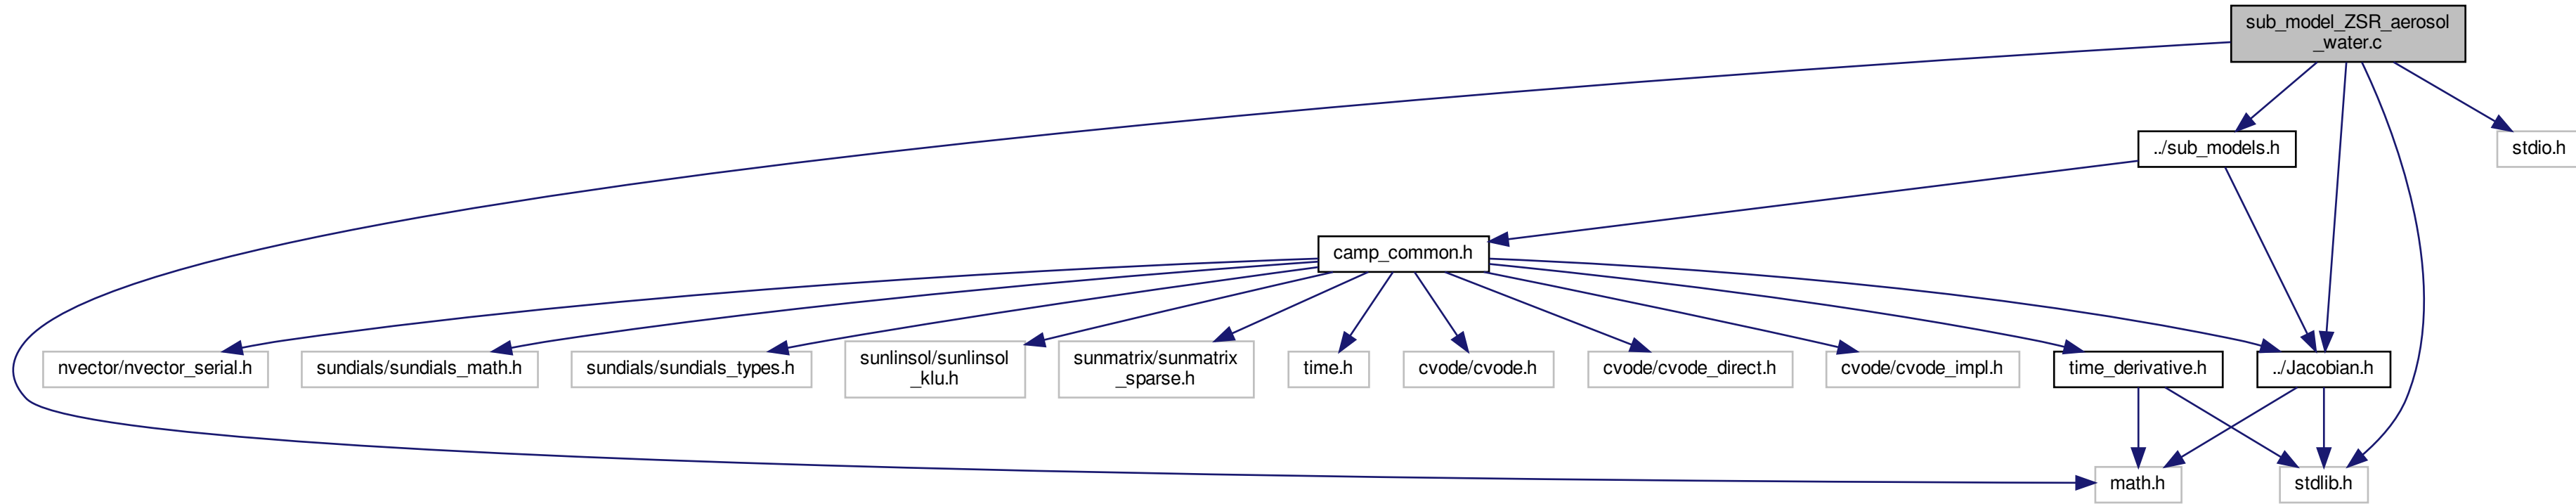 sub_model_ZSR_aerosol
_water.c
../sub_models.h
stdio.h
camp_common.h
nvector/nvector_serial.h
sundials/sundials_math.h
sundials/sundials_types.h
sunlinsol/sunlinsol
_klu.h
sunmatrix/sunmatrix
_sparse.h
time.h
cvode/cvode.h
cvode/cvode_direct.h
cvode/cvode_impl.h
time_derivative.h
../Jacobian.h
math.h
stdlib.h